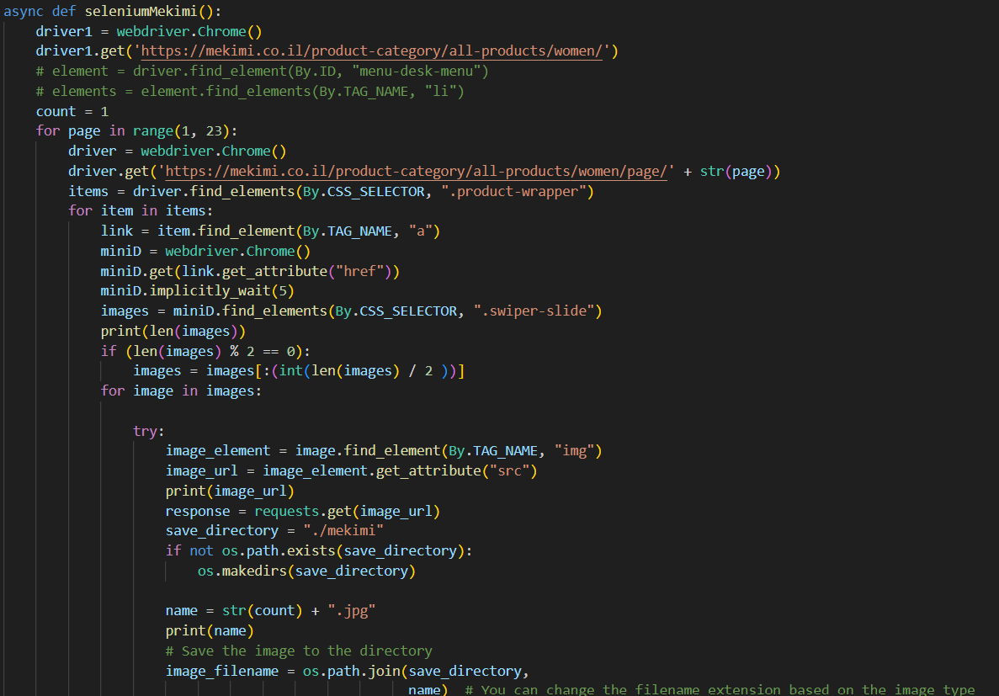 async def seleniumMekimi():
    driver1 = webdriver.Chrome()
    driver1.get('https://mekimi.co.il/product-category/all-products/women/')
    # element = driver.find_element(By.ID, "menu-desk-menu")
    # elements = element.find_elements(By.TAG_NAME, "li")
    count = 1
    for page in range(1, 23):
        driver = webdriver.Chrome()
        driver.get('https://mekimi.co.il/product-category/all-products/women/page/' + str(page))
        items = driver.find_elements(By.CSS_SELECTOR, ".product-wrapper")
        for item in items:
            link = item.find_element(By.TAG_NAME, "a")
            miniD = webdriver.Chrome()
            miniD.get(link.get_attribute("href"))
            miniD.implicitly_wait(5)
            images = miniD.find_elements(By.CSS_SELECTOR, ".swiper-slide")
            print(len(images))
            if (len(images) % 2 == 0):
                images = images[:(int(len(images) / 2 ))]
            for image in images:

                try:
                    image_element = image.find_element(By.TAG_NAME, "img")
                    image_url = image_element.get_attribute("src")
                    print(image_url)
                    response = requests.get(image_url)
                    save_directory = "./mekimi"
                    if not os.path.exists(save_directory):
                        os.makedirs(save_directory)

                    name = str(count) + ".jpg"
                    print(name)
                    # Save the image to the directory
                    image_filename = os.path.join(save_directory,
                                                  name)  # You can change the filename extension based on the image type